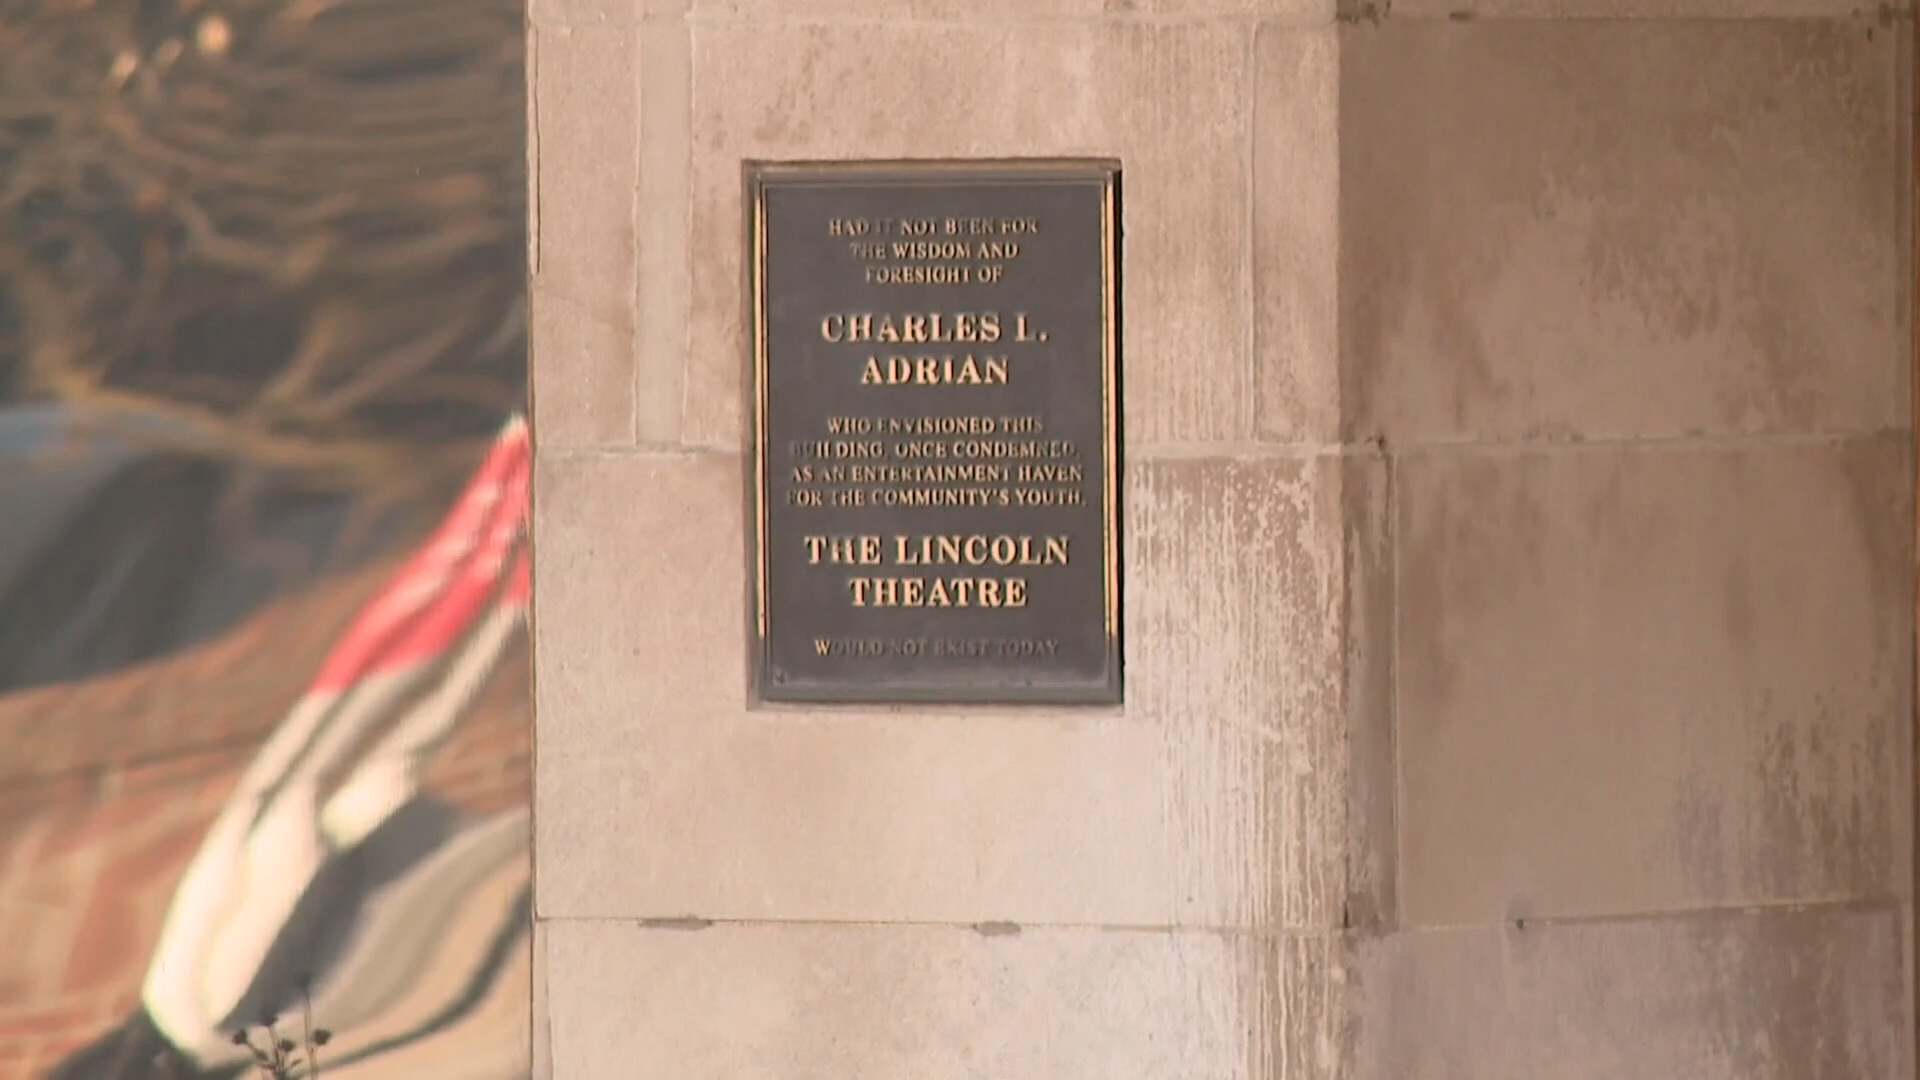 HAD IT NOT BEEN FOR
THE WISDOM AND
FORESIGHT OF
CHARLES L.
ADRIAN
WHO ENVISIONED THIS
BUILDING, ONCE CONDEMNED,
AS AN ENTERTAINMENT HAVEN
FOR THE COMMUNITY'S YOUTH,
THE LINCOLN
THEATRE
WOULD NOT EXIST TODAY